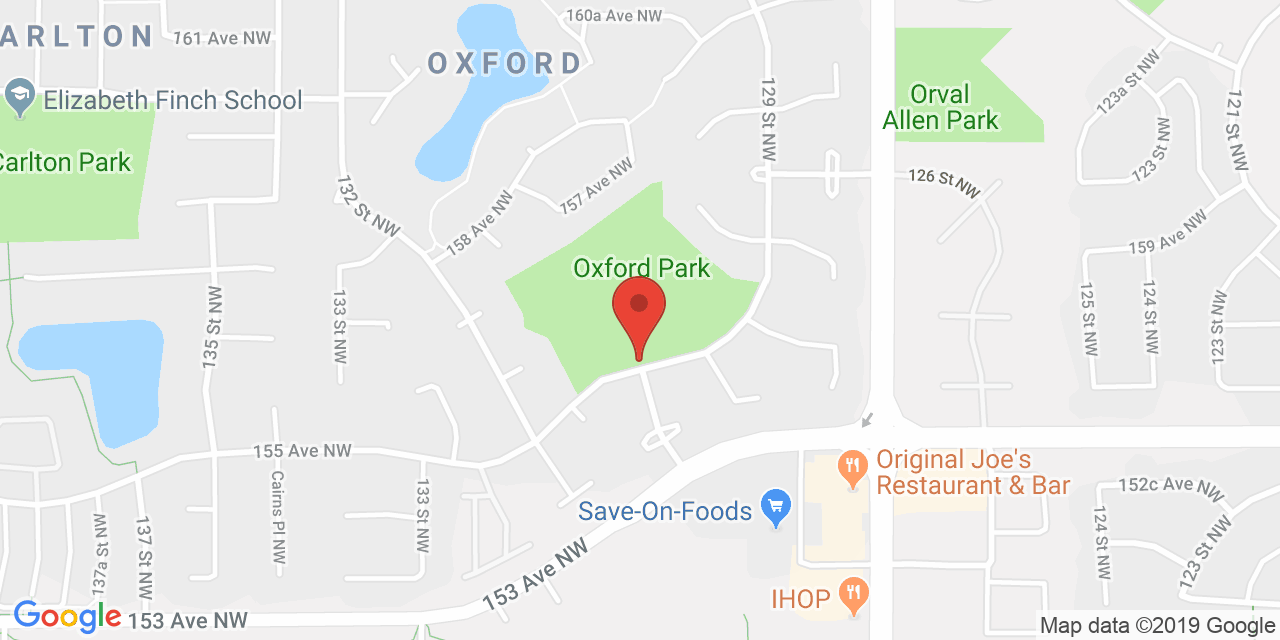 160a Ave NW
ARLTON
161 Ave NW
OXFORD
Elizabeth Finch School
129 St NW
Orval
Allen Park
123a St NW
121 St NW
123 St NW
Carlton Park
132 St NW
757 Ave NW
158 Ave NW
126 St NW
159 Ave NW
Oxford Park
135 St NW
133 St NW
125 St NW
124 St NW
123 St NW
155 Ave NW
Cairns Pl NW
133 St NW
Original Joe's
Restaurant & Bar
152c Ave NW
Save-On-Foods
137a St NW
137 St NW
124 St NW
123 St NW
153 Ave NW
IHOP
Google
153 Ave NW
Map data ©2019 Google